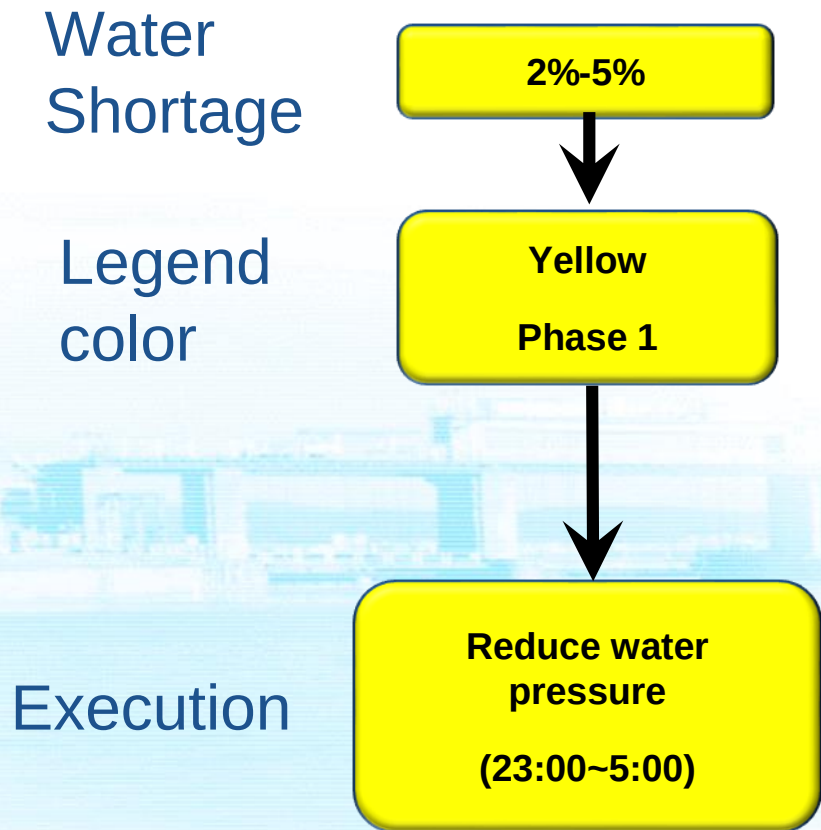 Water
Shortage
2%-5%
Legend
color
Yellow
Phase 1
Execution
Reduce water
pressure
(23:00~5:00)